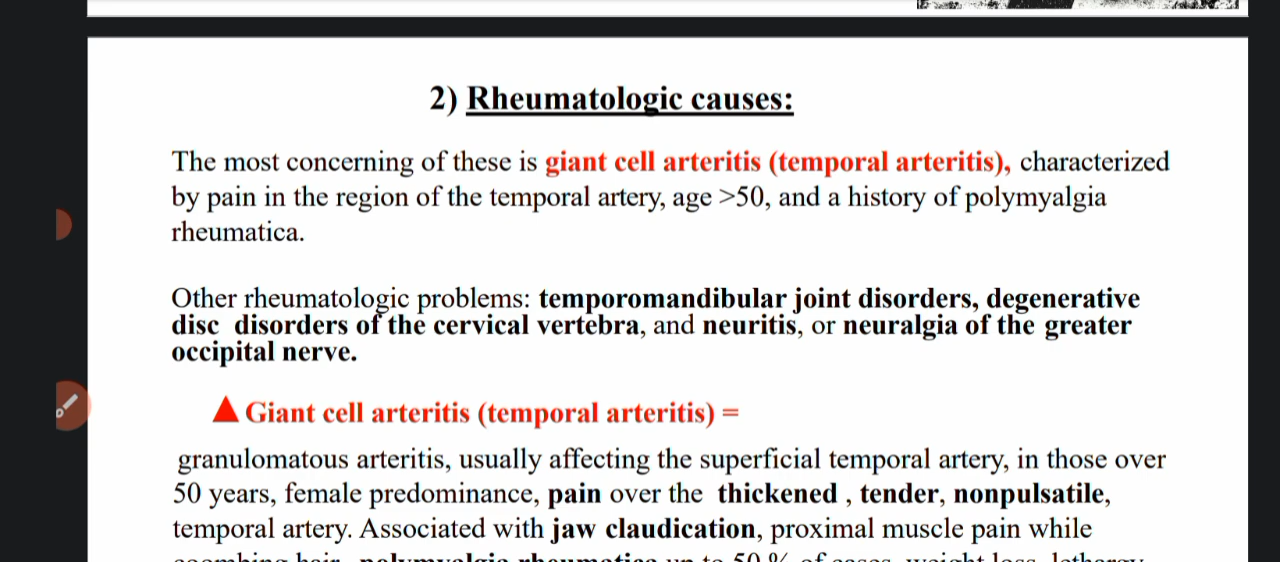 2) Rheumatologic causes:
The most concerning of these is giant cell arteritis (temporal arteritis), characterized
by pain in the region of the temporal artery, age >50, and a history of polymyalgia
rheumatica.
Other rheumatologic problems: temporomandibular joint disorders, degenerative
disc disorders of the cervical vertebra, and neuritis, or neuralgia of the greater
occipital nerve.
Giant cell arteritis (temporal arteritis) =
granulomatous arteritis, usually affecting the superficial temporal artery, in those over
50 years, female predominance, pain over the thickened , tender, nonpulsatile,
temporal artery. Associated with jaw claudication, proximal muscle pain while